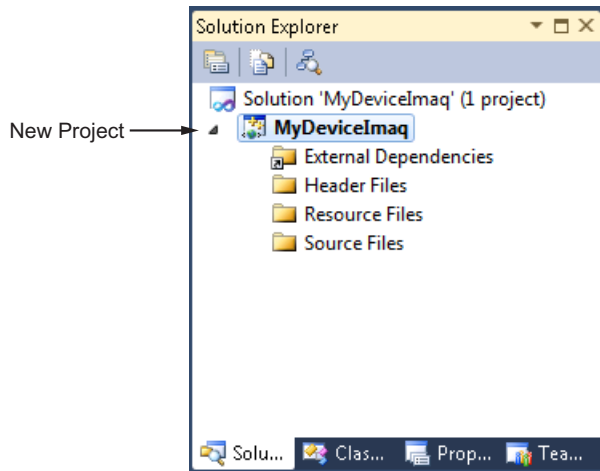 Solution Explorer
Solution 'MyDeviceImaq' (1 project)
New Project
MyDeviceImaq
External Dependencies
Header Files
Resource Files
Source Files
Solu... Clas... Prop... Tea...